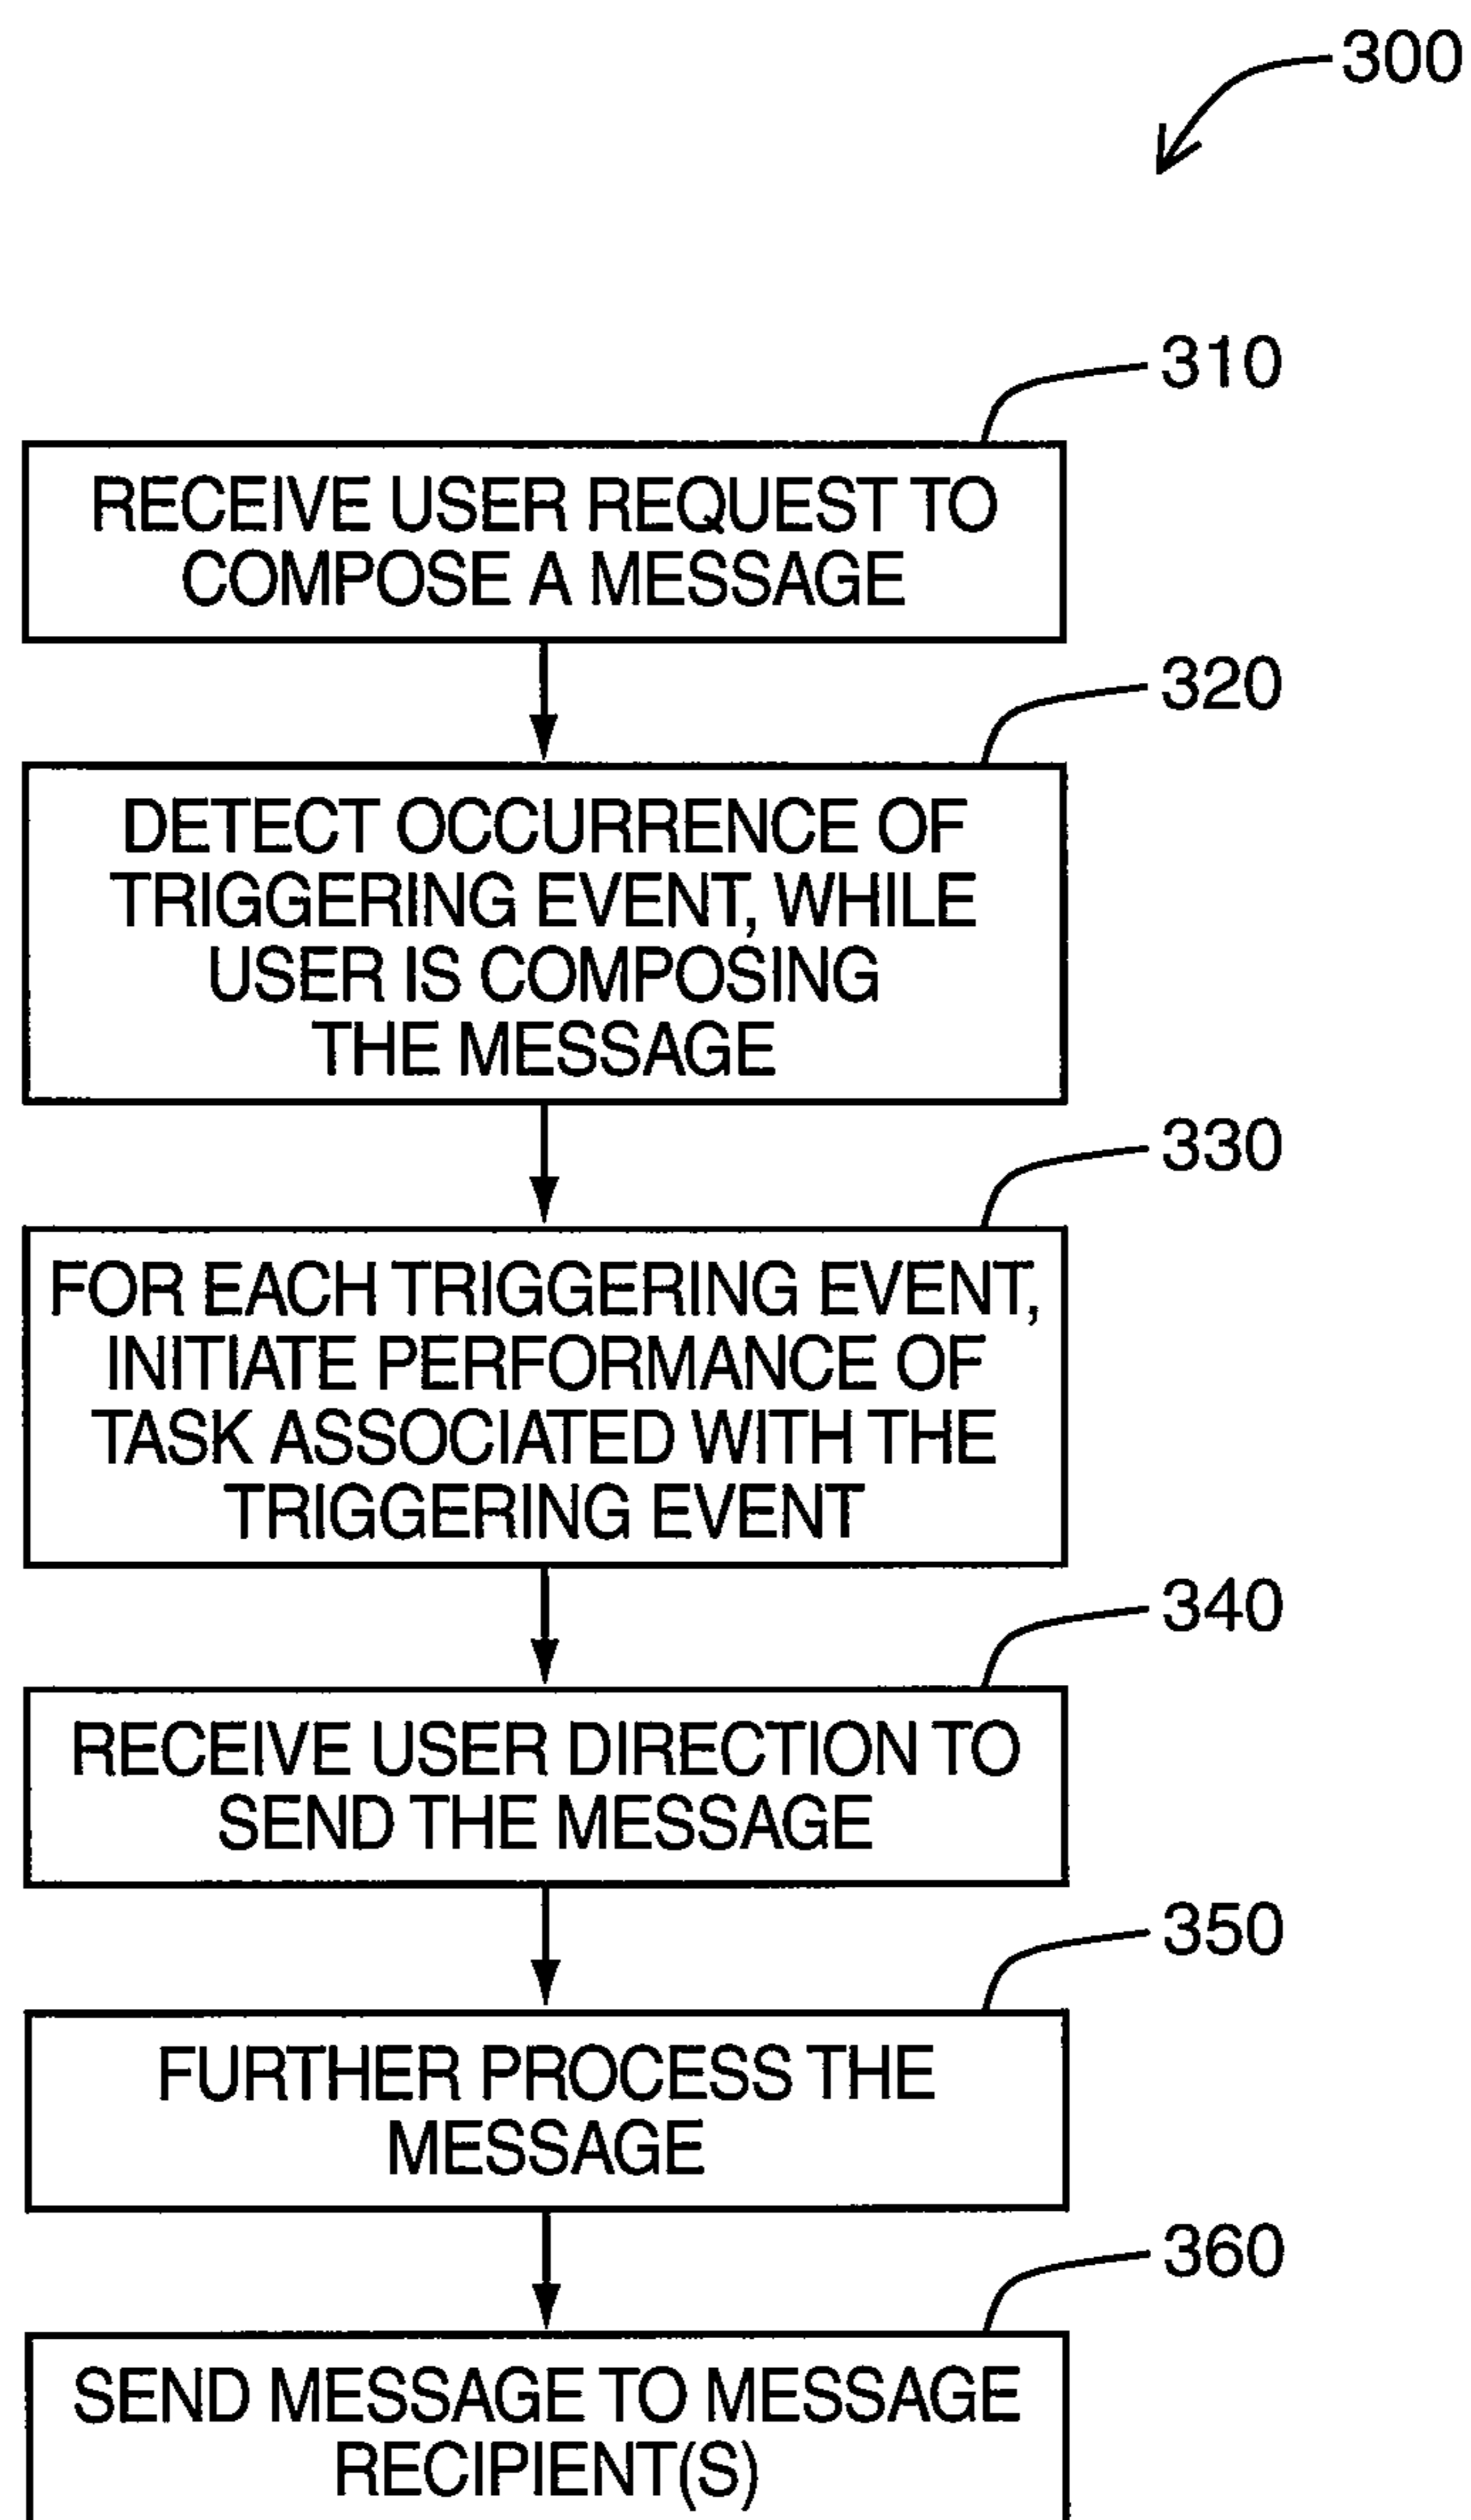 300
310
RECEIVE USER REQUEST TO
COMPOSE A MESSAGE
320
DETECT OCCURRENCE OF
TRIGGERING EVENT, WHILE
USER IS COMPOSING
THE MESSAGE
330
FOR EACH TRIGGERING EVENT,
INITIATE PERFORMANCE OF
TASK ASSOCIATED WITH THE
TRIGGERING EVENT
340
RECEIVE USER DIRECTION TO
SEND THE MESSAGE
350
FURTHER PROCESS THE
MESSAGE
360
SEND MESSAGE TO MESSAGE
RECIPIENT(S)